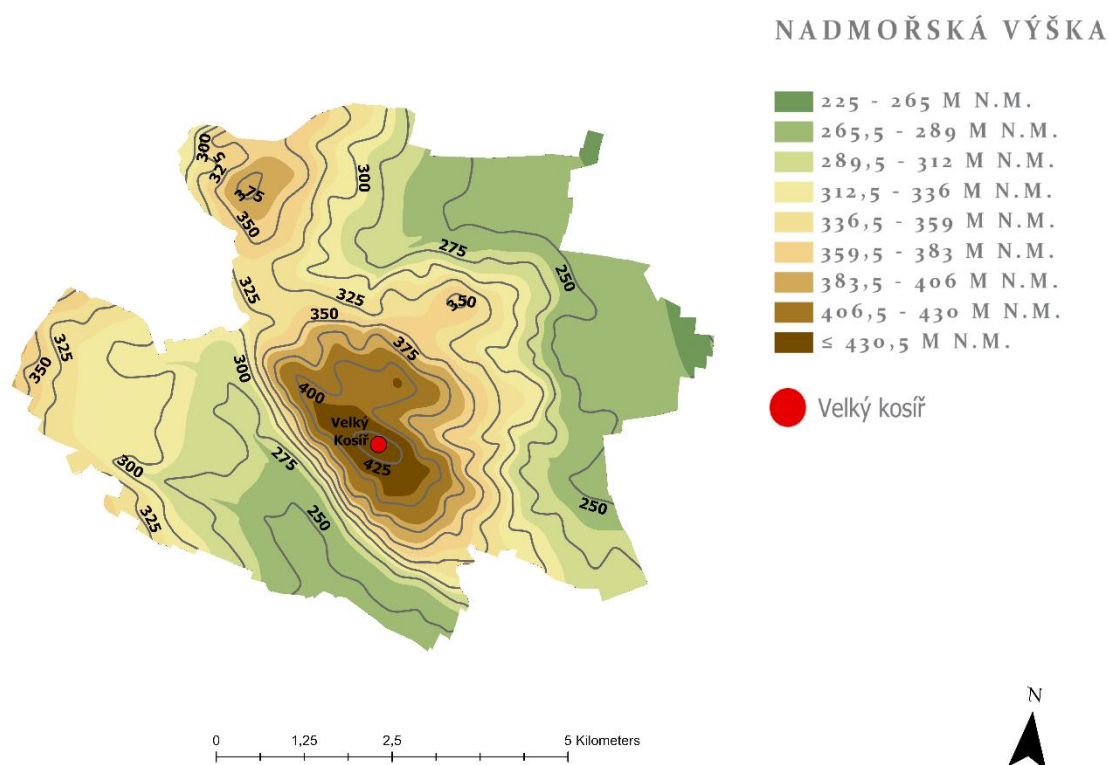 NADMOŘSKÁ VÝŠKA
225 - 265 M N.M.
265,5 - 289 M N.M.
289,5 - 312 M N.M.
312,5 - 336 M N.M.
336,5 - 359 M N.M.
359,5 - 383 M N.M.
383,5 - 406 M N.M.
406,5 - 430 M N.M.
≤ 430,5 M N.M.
Velký kosíř
300
325
375
350
300
275
250
325
325
350
350
325
350
375
300
400
Velký
Kosíř
425
275
300
325
250
250
N
0 1,25 2,5 5 Kilometers